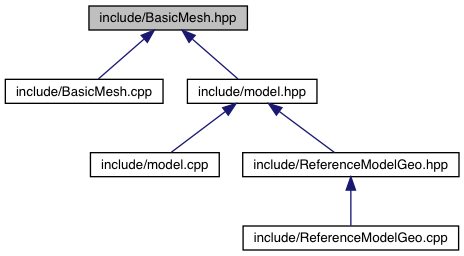 include/BasicMesh.hpp
include/BasicMesh.cpp
include/model.hpp
include/model.cpp
include/ReferenceModelGeo.hpp
include/ReferenceModelGeo.cpp